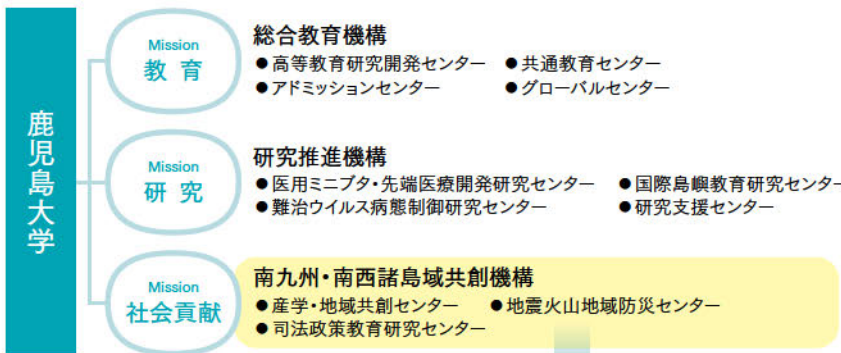 鹿児島大学
Mission
教育
総合教育機構
●高等教育研究開発センター ●共通教育センター
●アドミッションセンター ●グローバルセンター
Mission
研究
研究推進機構
●医用ミニブタ・先端医療開発研究センター ●国際島嶼教育研究センター
●難治ウイルス病態制御研究センター ●研究支援センター
Mission
社会貢献
南九州・南西諸島域共創機構
●産学・地域共創センター ●地震火山地域防災センター
●司法政策教育研究センター